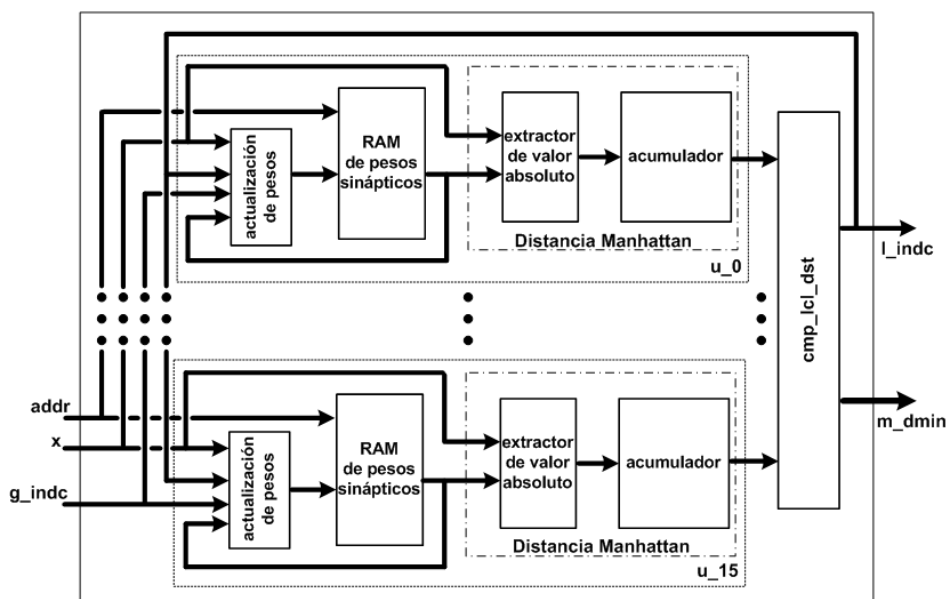 actualización
de pesos
RAM
de pesos
sinápticos
extractor
de valor
absoluto
acumulador
Distancia Manhattan
u_0
cmp_lcl_dst
l_indc
m_dmin
addr
x
g_indc
actualización
de pesos
RAM
de pesos
sinápticos
extractor
de valor
absoluto
acumulador
Distancia Manhattan
u_15